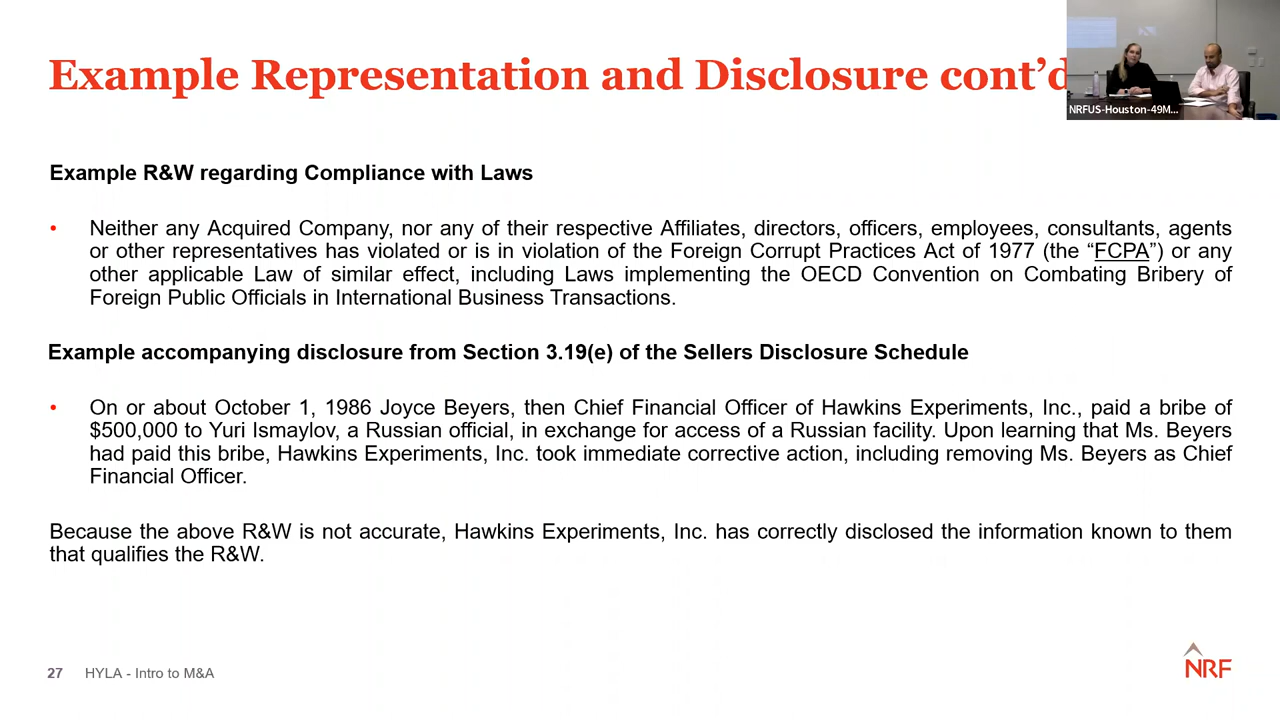 Example Representation and Disclosure cont’d
NRFUS-Houston-49M...
Example R&W regarding Compliance with Laws
• Neither any Acquired Company, nor any of their respective Affiliates, directors, officers, employees, consultants, agents
or other representatives has violated or is in violation of the Foreign Corrupt Practices Act of 1977 (the “FCPA”) or any
other applicable Law of similar effect, including Laws implementing the OECD Convention on Combating Bribery of
Foreign Public Officials in International Business Transactions.
Example accompanying disclosure from Section 3.19(e) of the Sellers Disclosure Schedule
• On or about October 1, 1986 Joyce Beyers, then Chief Financial Officer of Hawkins Experiments, Inc., paid a bribe of
$500,000 to Yuri Ismaylov, a Russian official, in exchange for access of a Russian facility. Upon learning that Ms. Beyers
had paid this bribe, Hawkins Experiments, Inc. took immediate corrective action, including removing Ms. Beyers as Chief
Financial Officer.
Because the above R&W is not accurate, Hawkins Experiments, Inc. has correctly disclosed the information known to them
that qualifies the R&W.
27 HYLA - Intro to M&A
NRF